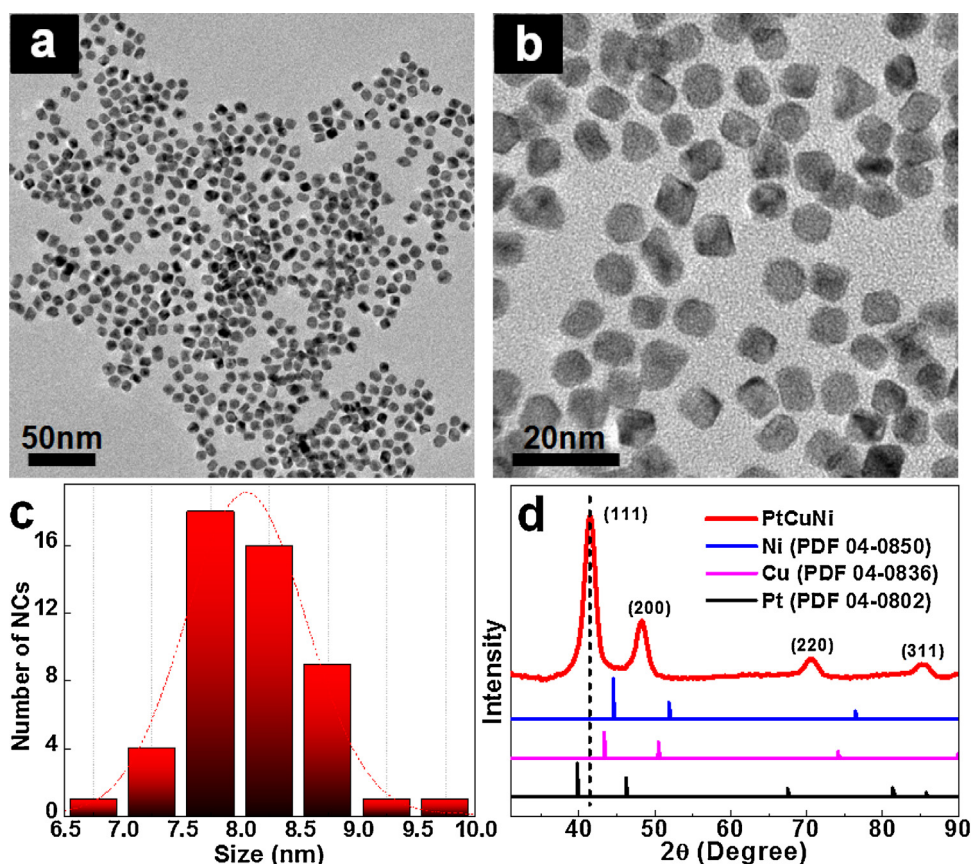 a
50nm
b
20nm
c
Number of NCs
16
12
8
4
0
6.5 7.0 7.5 8.0 8.5 9.0 9.5 10.0
Size (nm)
d
Intensity
(111)
(200)
(220)
(311)
PtCuNi
Ni (PDF 04-0850)
Cu (PDF 04-0836)
Pt (PDF 04-0802)
40 50 60 70 80 90
2θ (Degree)